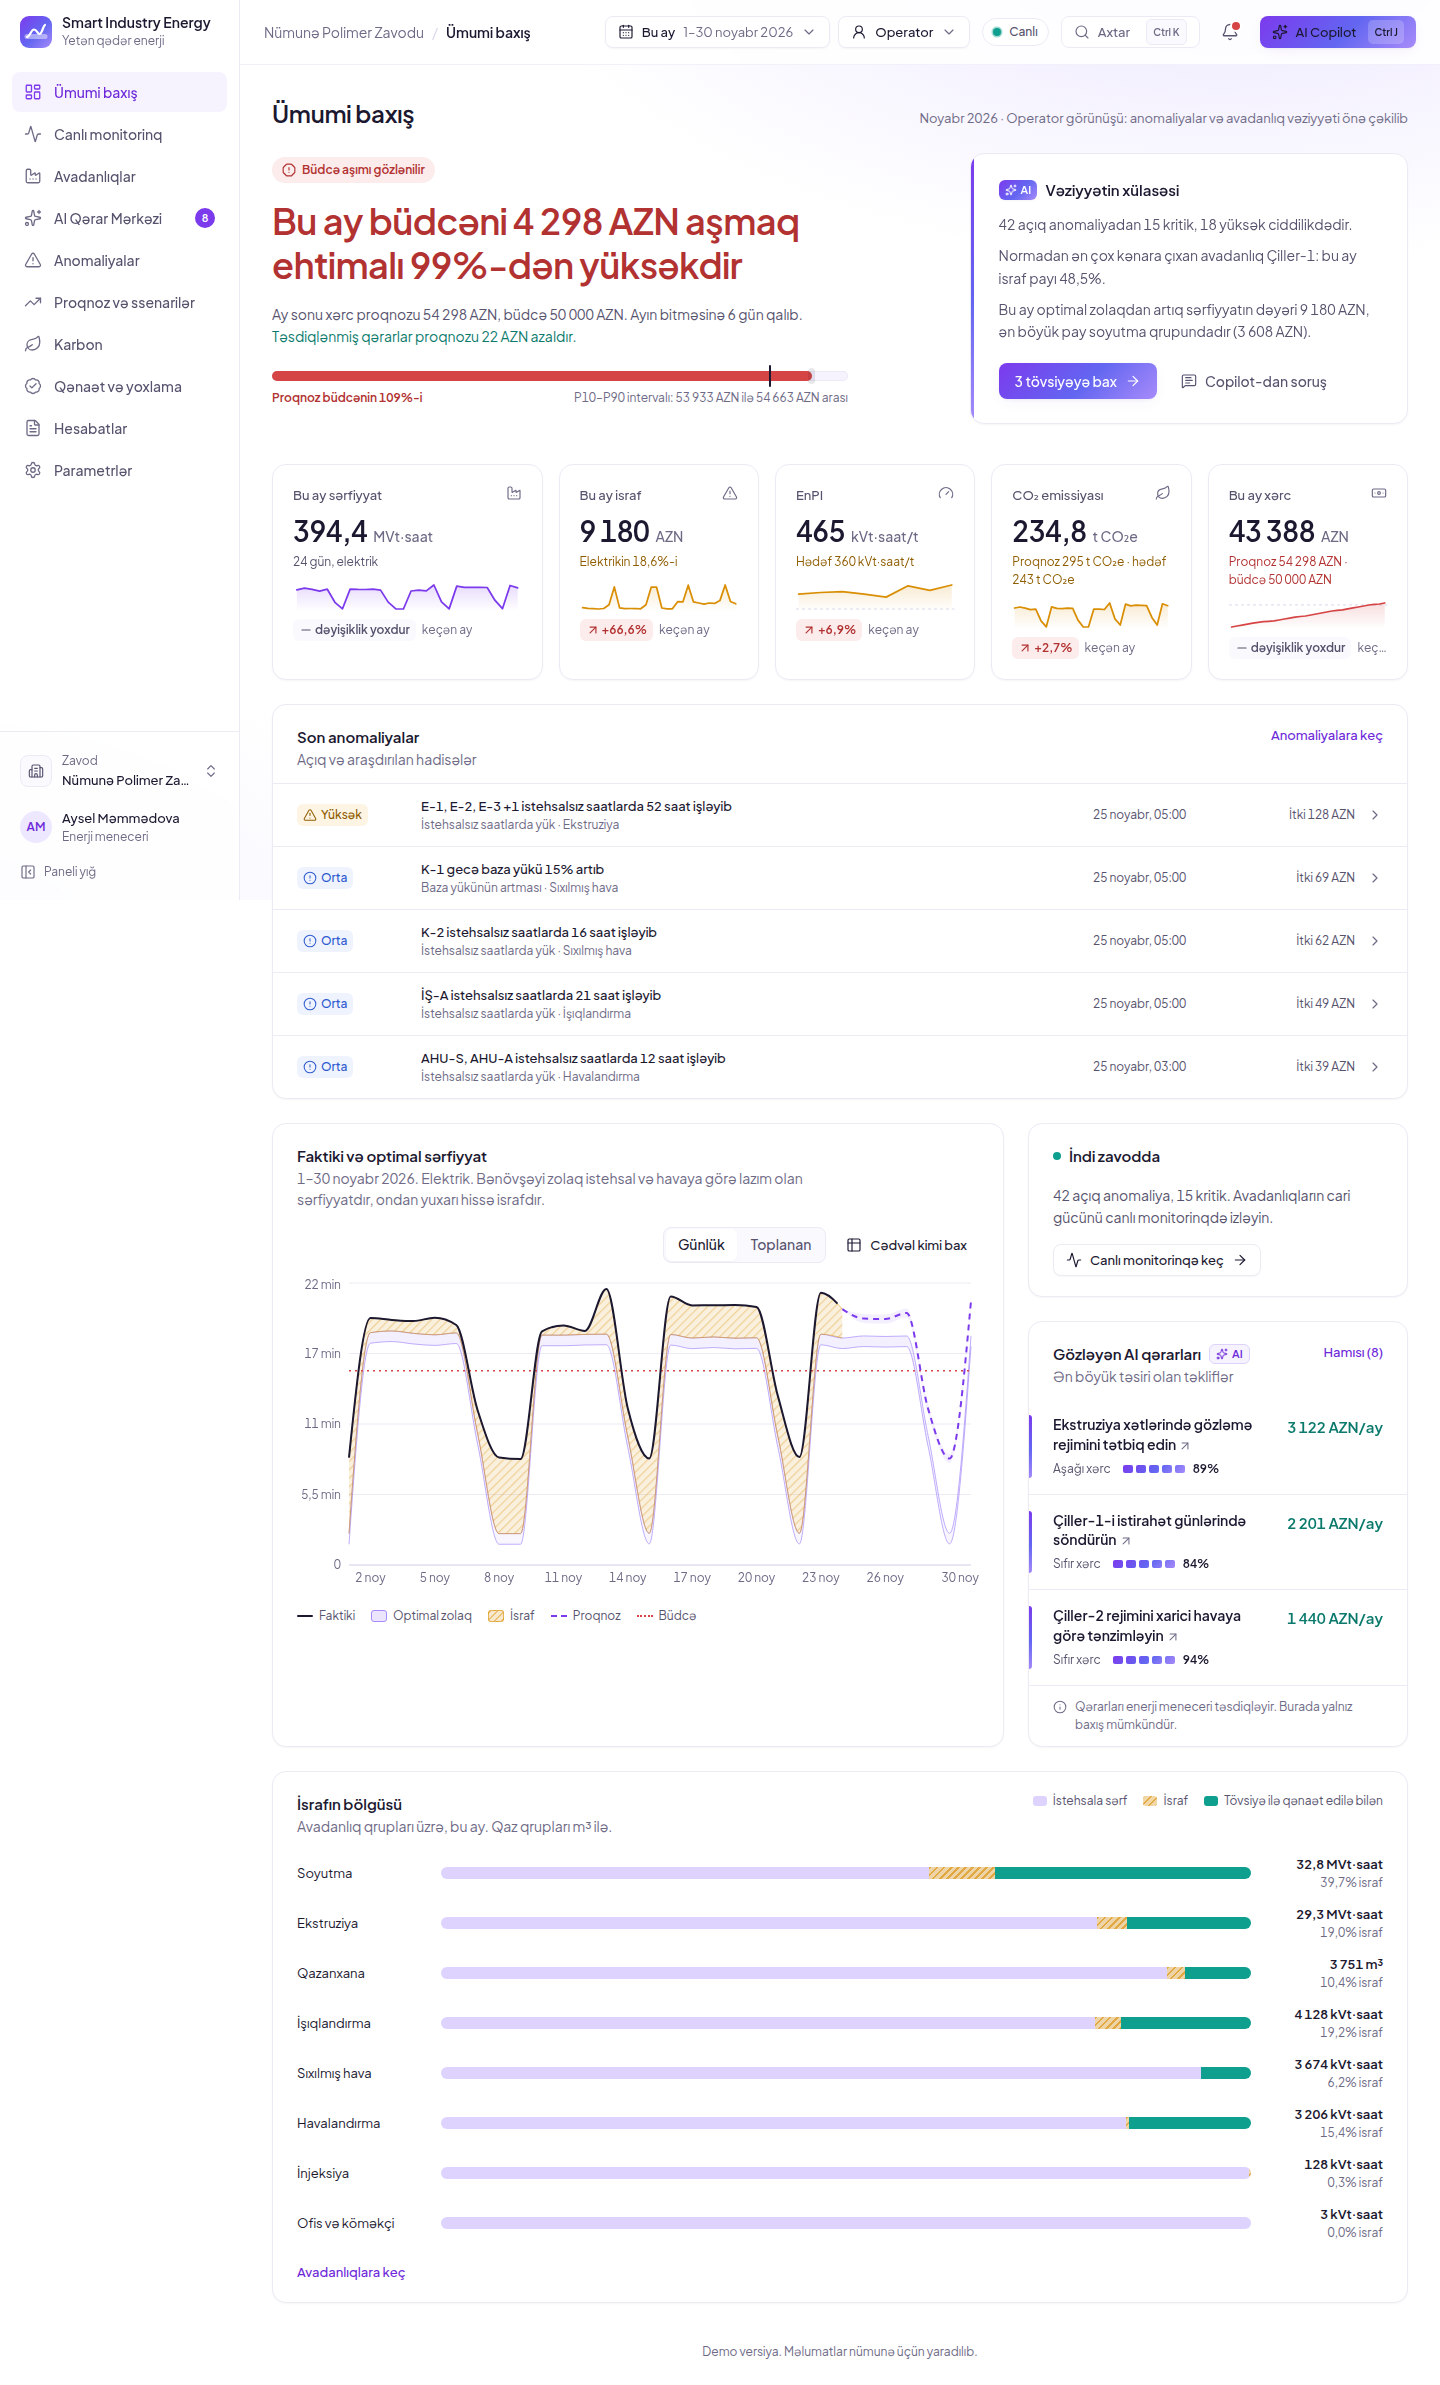 Smart Industry Energy
Yetən qədər enerji
Nümunə Polimer Zavodu / Ümumi baxış
Bu ay 1–30 noyabr 2026
Operator
Canlı
Axtar Ctrl K
AI Copilot Ctrl J
Ümumi baxış
Canlı monitorinq
Avadanlıqlar
AI Qərar Mərkəzi 8
Anomaliyalar
Proqnoz və ssenarilər
Karbon
Qənaət və yoxlama
Hesabatlar
Parametrlər
Zavod
Nümunə Polimer Za...
AM
Aysel Məmmədova
Enerji meneceri
Paneli yığ
Ümumi baxış
Noyabr 2026 · Operator görünüşü: anomaliyalar və avadanlıq vəziyyəti önə çəkilib
Büdcə aşımı gözlənilir
Bu ay büdcəni 4 298 AZN aşmaq
ehtimalı 99%-dən yüksəkdir
Ay sonu xərc proqnozu 54 298 AZN, büdcə 50 000 AZN. Ayın bitməsinə 6 gün qalıb.
Təsdiqlənmiş qərarlar proqnozu 22 AZN azaldır.
Proqnoz büdcənin 109%-i
P10–P90 intervalı: 53 933 AZN ilə 54 663 AZN arası
AI Vəziyyətin xülasəsi
42 açıq anomaliyadan 15 kritik, 18 yüksək ciddilikdədir.
Normadan ən çox kənara çıxan avadanlıq Çiller-1: bu ay
israf payı 48,5%.
Bu ay optimal zolaqdan artıq sərfiyyatın dəyəri 9 180 AZN,
ən böyük pay soyutma qrupundadır (3 608 AZN).
3 tövsiyəyə bax
Copilot-dan soruş
Bu ay sərfiyyat
394,4 MVt·saat
24 gün, elektrik
dəyişiklik yoxdur keçən ay
Bu ay israf
9 180 AZN
Elektrikin 18,6%-i
+66,6% keçən ay
EnPI
465 kVt·saat/t
Hədəf 360 kVt·saat/t
+6,9% keçən ay
CO₂ emissiyası
234,8 t CO₂e
Proqnoz 295 t CO₂e · hədəf
243 t CO₂e
+2,7% keçən ay
Bu ay xərc
43 388 AZN
Proqnoz 54 298 AZN ·
büdcə 50 000 AZN
dəyişiklik yoxdur keç...
Son anomaliyalar
Açıq və araşdırılan hadisələr
Anomaliyalara keç
Yüksək
E-1, E-2, E-3 +1 istehsalsız saatlarda 52 saat işləyib
İstehsalsız saatlarda yük · Ekstruziya
25 noyabr, 05:00
İtki 128 AZN
Orta
K-1 gecə baza yükü 15% artıb
Baza yükünün artması · Sıxılmış hava
25 noyabr, 05:00
İtki 69 AZN
Orta
K-2 istehsalsız saatlarda 16 saat işləyib
İstehsalsız saatlarda yük · Sıxılmış hava
25 noyabr, 05:00
İtki 62 AZN
Orta
İŞ-A istehsalsız saatlarda 21 saat işləyib
İstehsalsız saatlarda yük · İşıqlandırma
25 noyabr, 05:00
İtki 49 AZN
Orta
AHU-S, AHU-A istehsalsız saatlarda 12 saat işləyib
İstehsalsız saatlarda yük · Havalandırma
25 noyabr, 03:00
İtki 39 AZN
Faktiki və optimal sərfiyyat
1–30 noyabr 2026. Elektrik. Bənövşəyi zolaq istehsal və havaya görə lazım olan
sərfiyyatdır, ondan yuxarı hissə israfdır.
Günlük Toplanan
Cədvəl kimi bax
22 min
17 min
11 min
5,5 min
0
2 noy 5 noy 8 noy 11 noy 14 noy 17 noy 20 noy 23 noy 26 noy 30 noy
Faktiki Optimal zolaq İsraf Proqnoz Büdcə
İndi zavodda
42 açıq anomaliya, 15 kritik. Avadanlıqların cari
gücünü canlı monitorinqdə izləyin.
Canlı monitorinqə keç
Gözləyən AI qərarları AI
Hamısı (8)
Ən böyük təsiri olan təkliflər
Ekstruziya xətlərində gözləmə
rejimini tətbiq edin
3 122 AZN/ay
Aşağı xərc 89%
Çiller-1-i istirahət günlərində
söndürün
2 201 AZN/ay
Sıfır xərc 84%
Çiller-2 rejimini xarici havaya
görə tənzimləyin
1 440 AZN/ay
Sıfır xərc 94%
Qərarları enerji meneceri təsdiqləyir. Burada yalnız
baxış mümkündür.
İsrafın bölgüsü
Avadanlıq qrupları üzrə, bu ay. Qaz qrupları m³ ilə.
İstehsala sərf İsraf Tövsiyə ilə qənaət edilə bilən
Soyutma
32,8 MVt·saat
39,7% israf
Ekstruziya
29,3 MVt·saat
19,0% israf
Qazanxana
3 751 m³
10,4% israf
İşıqlandırma
4 128 kVt·saat
19,2% israf
Sıxılmış hava
3 674 kVt·saat
6,2% israf
Havalandırma
3 206 kVt·saat
15,4% israf
İnjeksiya
128 kVt·saat
0,3% israf
Ofis və köməkçi
3 kVt·saat
0,0% israf
Avadanlıqlara keç
Demo versiya. Məlumatlar nümunə üçün yaradılıb.